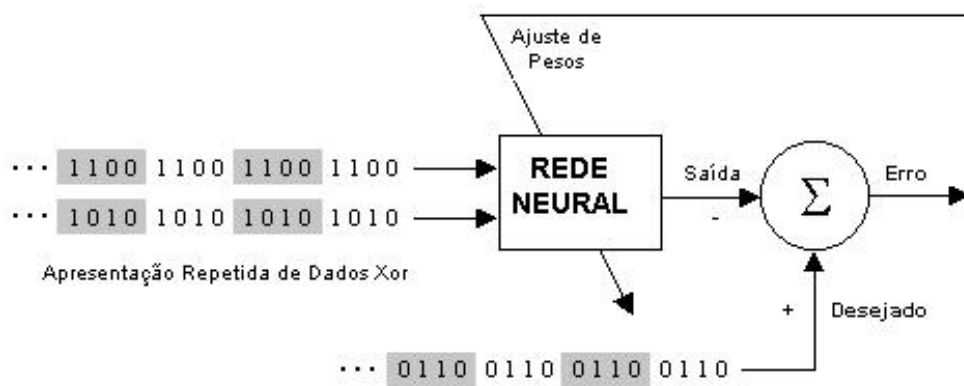 Ajuste de
Pesos
··· 1100 1100 1100 1100
REDE
NEURAL
Saída
-
Σ
Erro
··· 1010 1010 1010 1010
Apresentação Repetida de Dados Xor
+
Desejado
··· 0110 0110 0110 0110